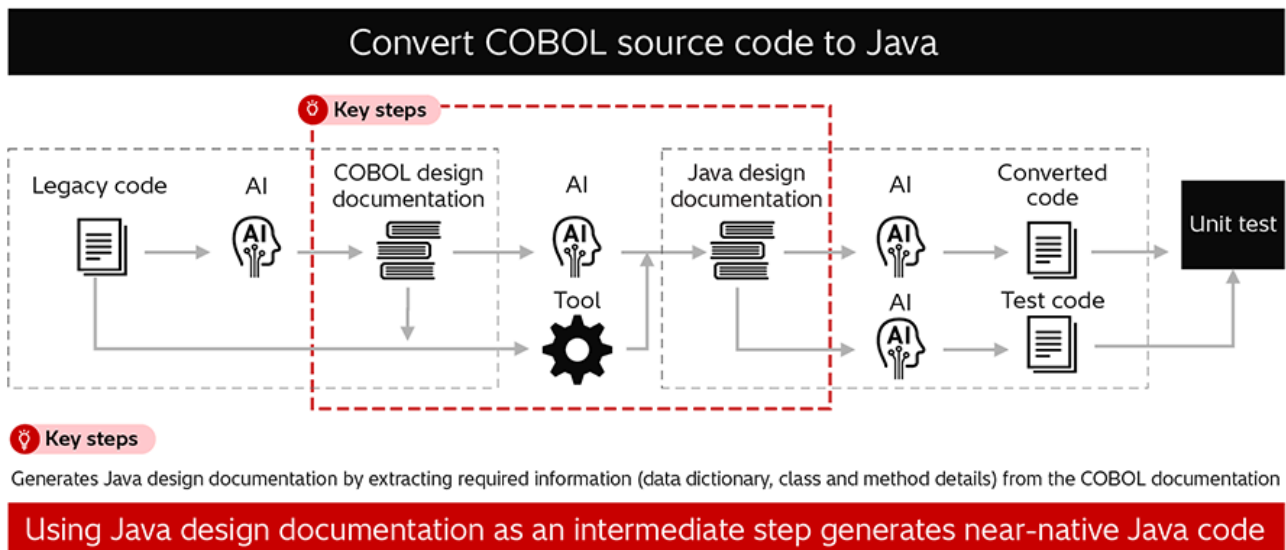 Convert COBOL source code to Java
Key steps
Legacy code
AI
COBOL design
documentation
AI
Java design
documentation
AI
Converted
code
AI
AI
AI
Unit test
Tool
AI
Test code
AI
Key steps
Generates Java design documentation by extracting required information (data dictionary, class and method details) from the COBOL documentation
Using Java design documentation as an intermediate step generates near-native Java code